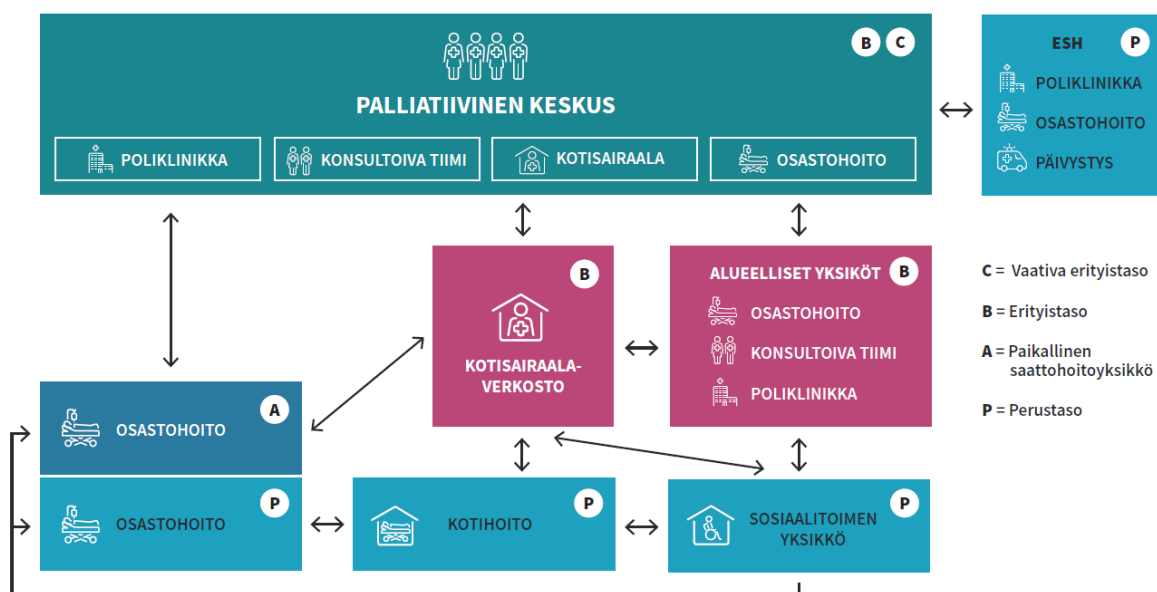 B C
PALLIATIIVINEN KESKUS
POLIKLINIKKA
KONSULTOIVA TIIMI
KOTISAIRAALA
OSASTOHOITO
ESH P
POLIKLINIKKA
OSASTOHOITO
PÄIVYSTYS
B
KOTISAIRAALA-
VERKOSTO
ALUEELLISET YKSIKÖT B
OSASTOHOITO
KONSULTOIVA TIIMI
POLIKLINIKKA
C = Vaativa erityistaso
B = Erityistaso
A = Paikallinen
saattohoitoyksikkö
P = Perustaso
OSASTOHOITO A
OSASTOHOITO P
KOTIHOITO P
SOSIAALITOIMEN P
YKSIKKÖ